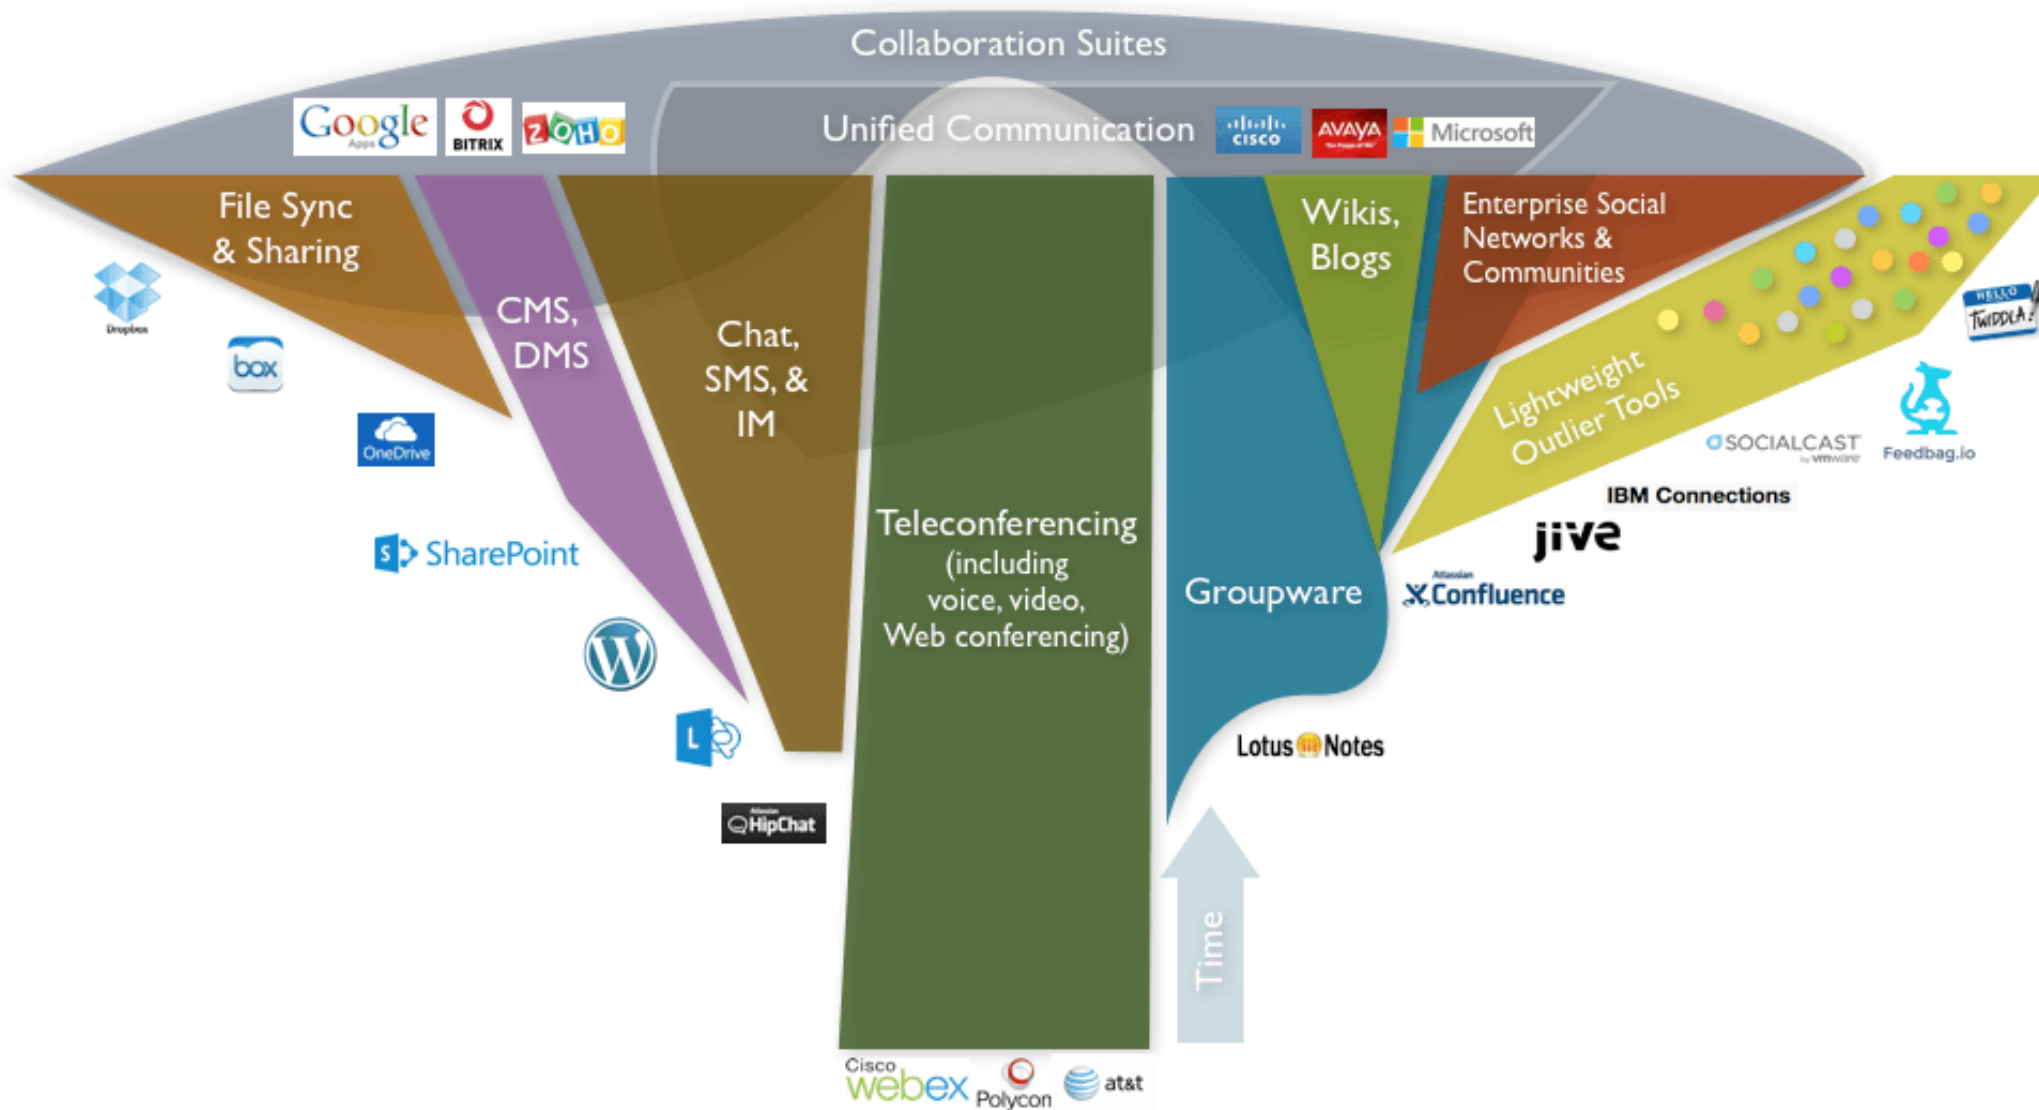 Collaboration Suites
Google
Apps
BITRIX
ZOHO
Unified Communication
CISCO
AVAYA
Microsoft
File Sync
& Sharing
CMS,
DMS
Chat,
SMS, &
IM
Teleconferencing
(including
voice, video,
Web conferencing)
Groupware
Wikis,
Blogs
Enterprise Social
Networks &
Communities
Lightweight
Outlier Tools
Dropbox
box
OneDrive
S SharePoint
W
L
Atlassian
HipChat
Cisco
webex
Polycom
at&t
Time
Lotus Notes
Atlassian
Confluence
jive
IBM Connections
SOCIALCAST
by vmware
Feedbag.io
HELLO
TWIDDLA!